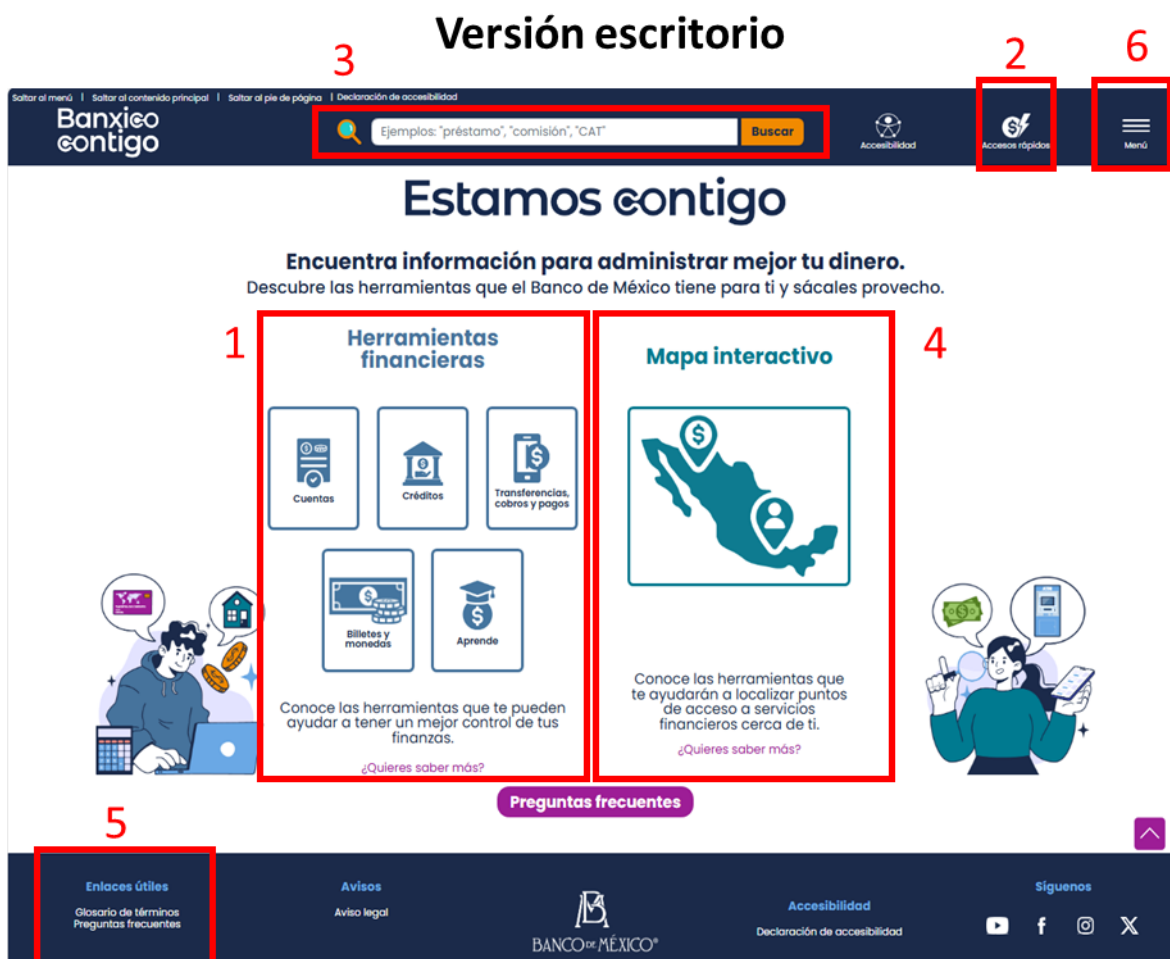 Versión escritorio
3
2
6
Saltar al menú | Saltar al contenido principal | Saltar al pie de página | Declaración de accesibilidad
Banxico
contigo
Ejemplos: "préstamo", "comisión", "CAT"
Buscar
Accesibilidad
Accesos rápidos
Menú
Estamos contigo
Encuentra información para administrar mejor tu dinero.
Descubre las herramientas que el Banco de México tiene para ti y sácales provecho.
1
Herramientas
financieras
Cuentas
Créditos
Transferencias,
cobros y pagos
Billetes y
monedas
Aprende
Conoce las herramientas que te pueden
ayudar a tener un mejor control de tus
finanzas.
¿Quieres saber más?
4
Mapa interactivo
Conoce las herramientas que
te ayudarán a localizar puntos
de acceso a servicios
financieros cerca de ti.
¿Quieres saber más?
Preguntas frecuentes
5
Enlaces útiles
Glosario de términos
Preguntas frecuentes
Avisos
Aviso legal
BANCO DE MÉXICO®
Accesibilidad
Declaración de accesibilidad
Síguenos